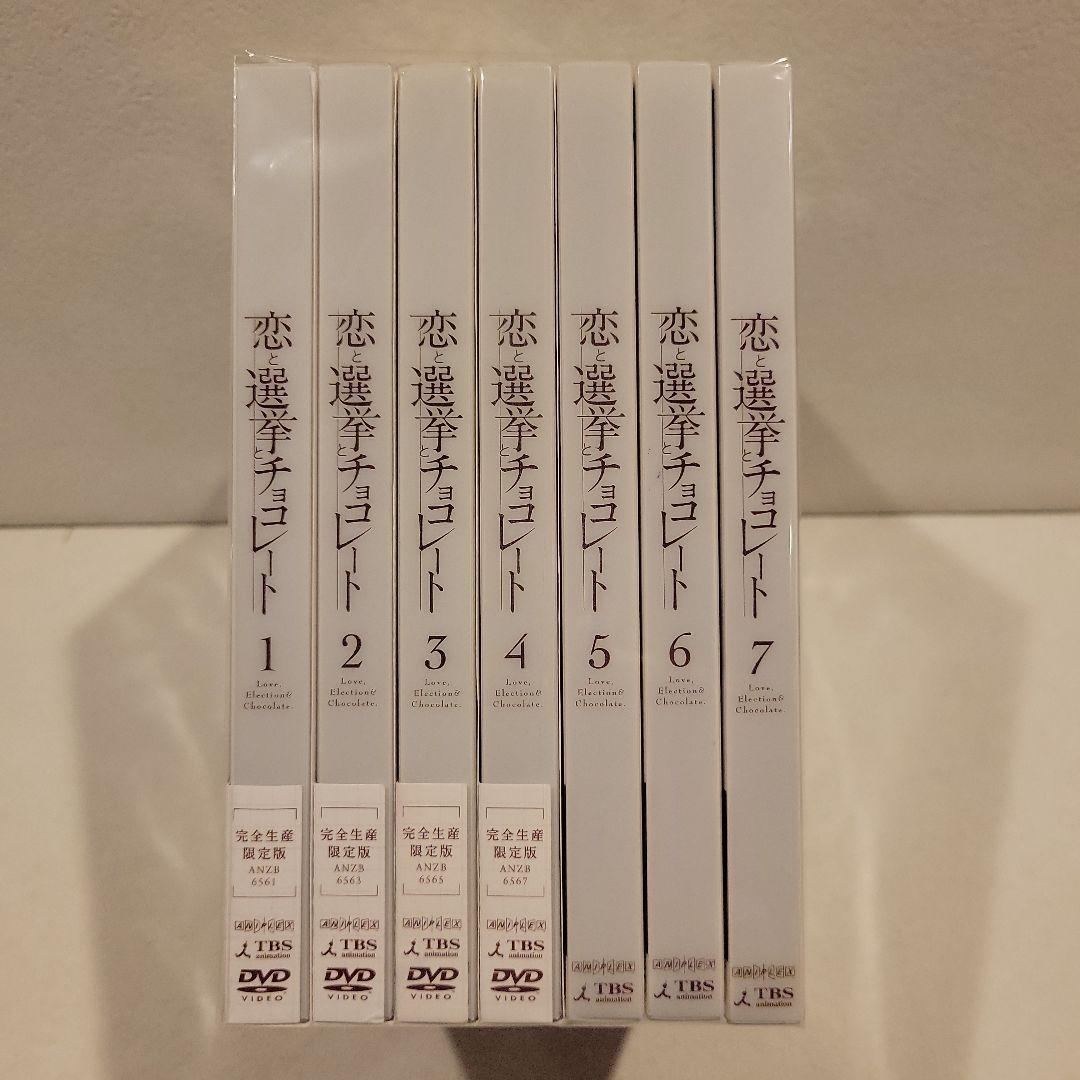 恋と選挙とチョコレート
1
Love,
Election&
Chocolate.
完全生産
限定版
ANZB
6561
ANIPLEX
TBS
animation
DVD
VIDEO
恋と選挙とチョコレート
2
Love,
Election&
Chocolate.
完全生産
限定版
ANZB
6563
ANIPLEX
TBS
animation
DVD
VIDEO
恋と選挙とチョコレート
3
Love,
Election&
Chocolate.
完全生産
限定版
ANZB
6565
ANIPLEX
TBS
animation
DVD
VIDEO
恋と選挙とチョコレート
4
Love,
Election&
Chocolate.
完全生産
限定版
ANZB
6567
ANIPLEX
TBS
animation
DVD
VIDEO
恋と選挙とチョコレート
5
Love,
Election&
Chocolate.
ANIPLEX
TBS
animation
恋と選挙とチョコレート
6
Love,
Election&
Chocolate.
ANIPLEX
TBS
animation
恋と選挙とチョコレート
7
Love,
Election&
Chocolate.
ANIPLEX
TBS
animation